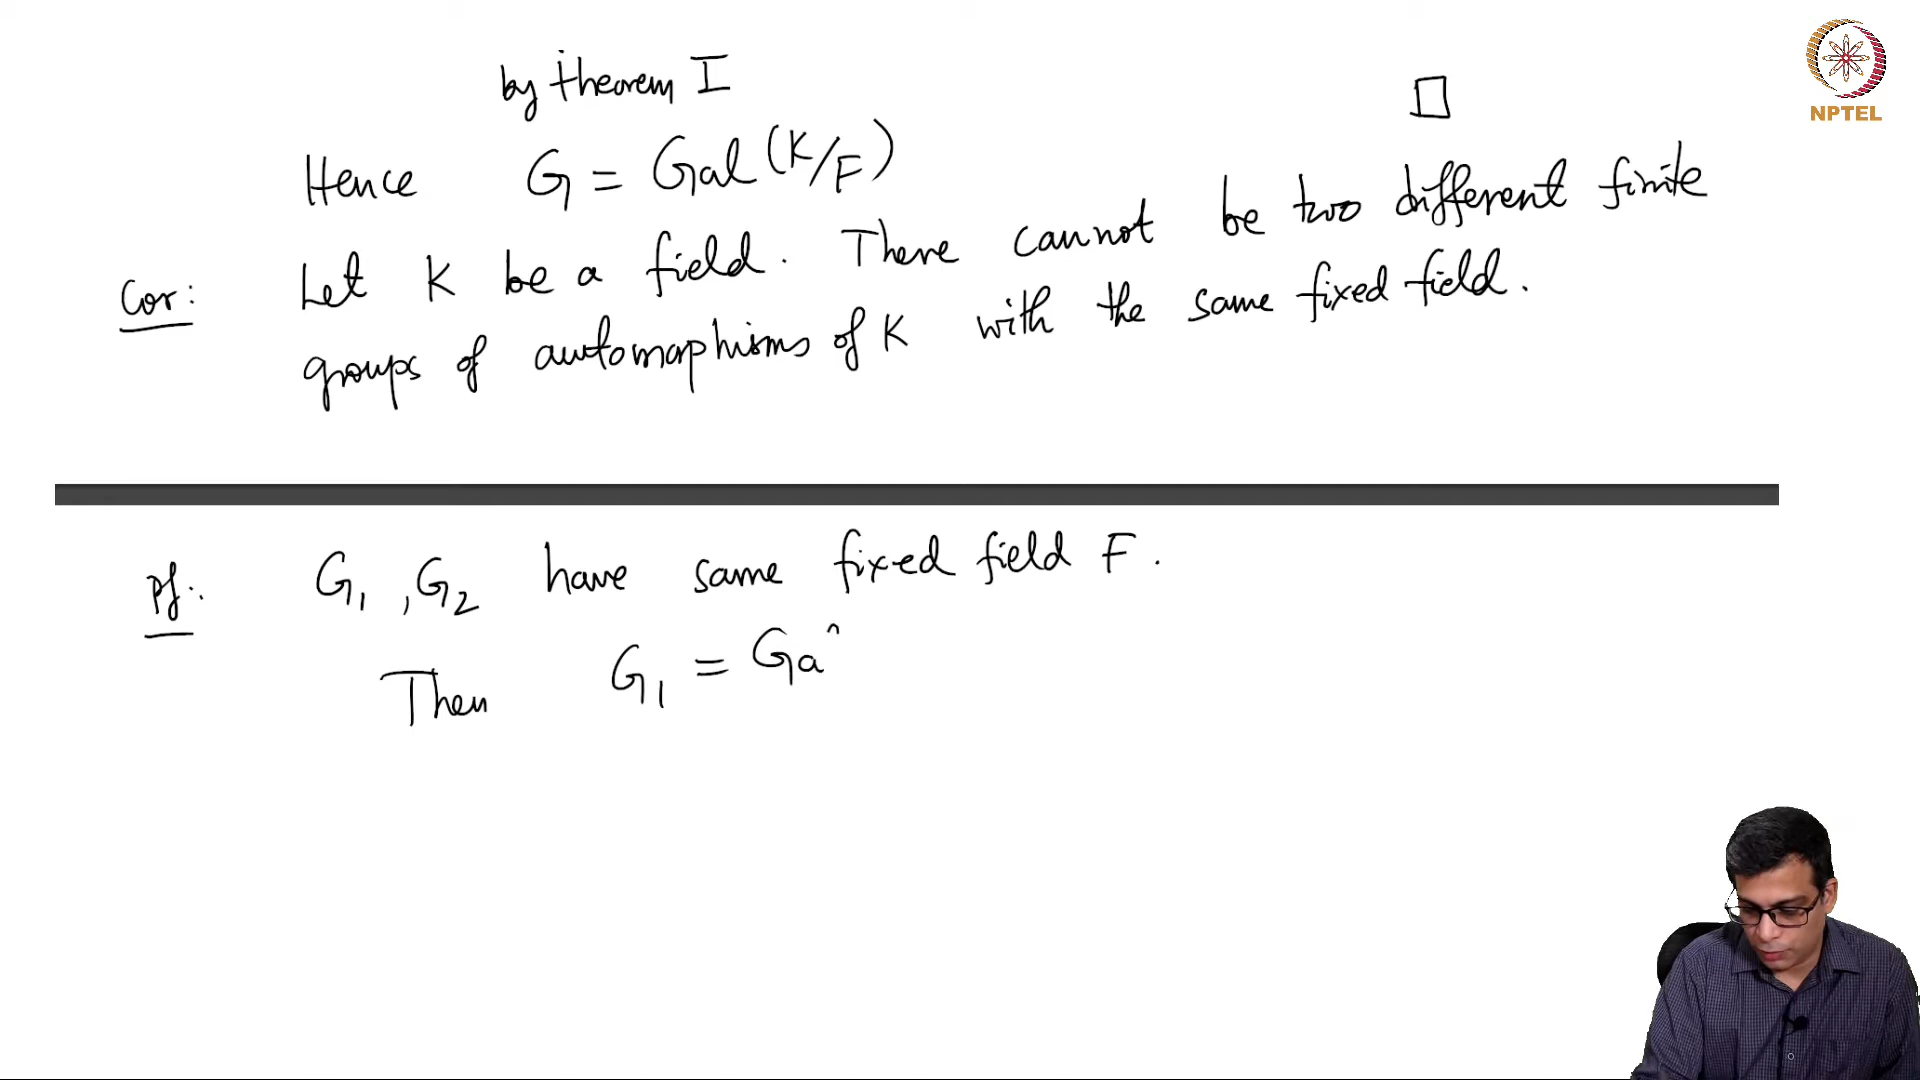 by theorem I
NPTEL
Hence G = Gal (K/F)
Cor: Let K be a field. There cannot be two different finite
groups of automorphisms of K with the same fixed field.
Pf: G1, G2 have same fixed field F.
Then G1 = Ga